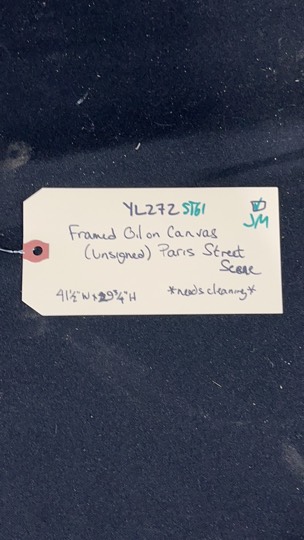 YL272 ST61
JM
Framed Oil on Canvas
(Unsigned) Paris Street
Scene
41½"W x 29¾"H *needs cleaning*